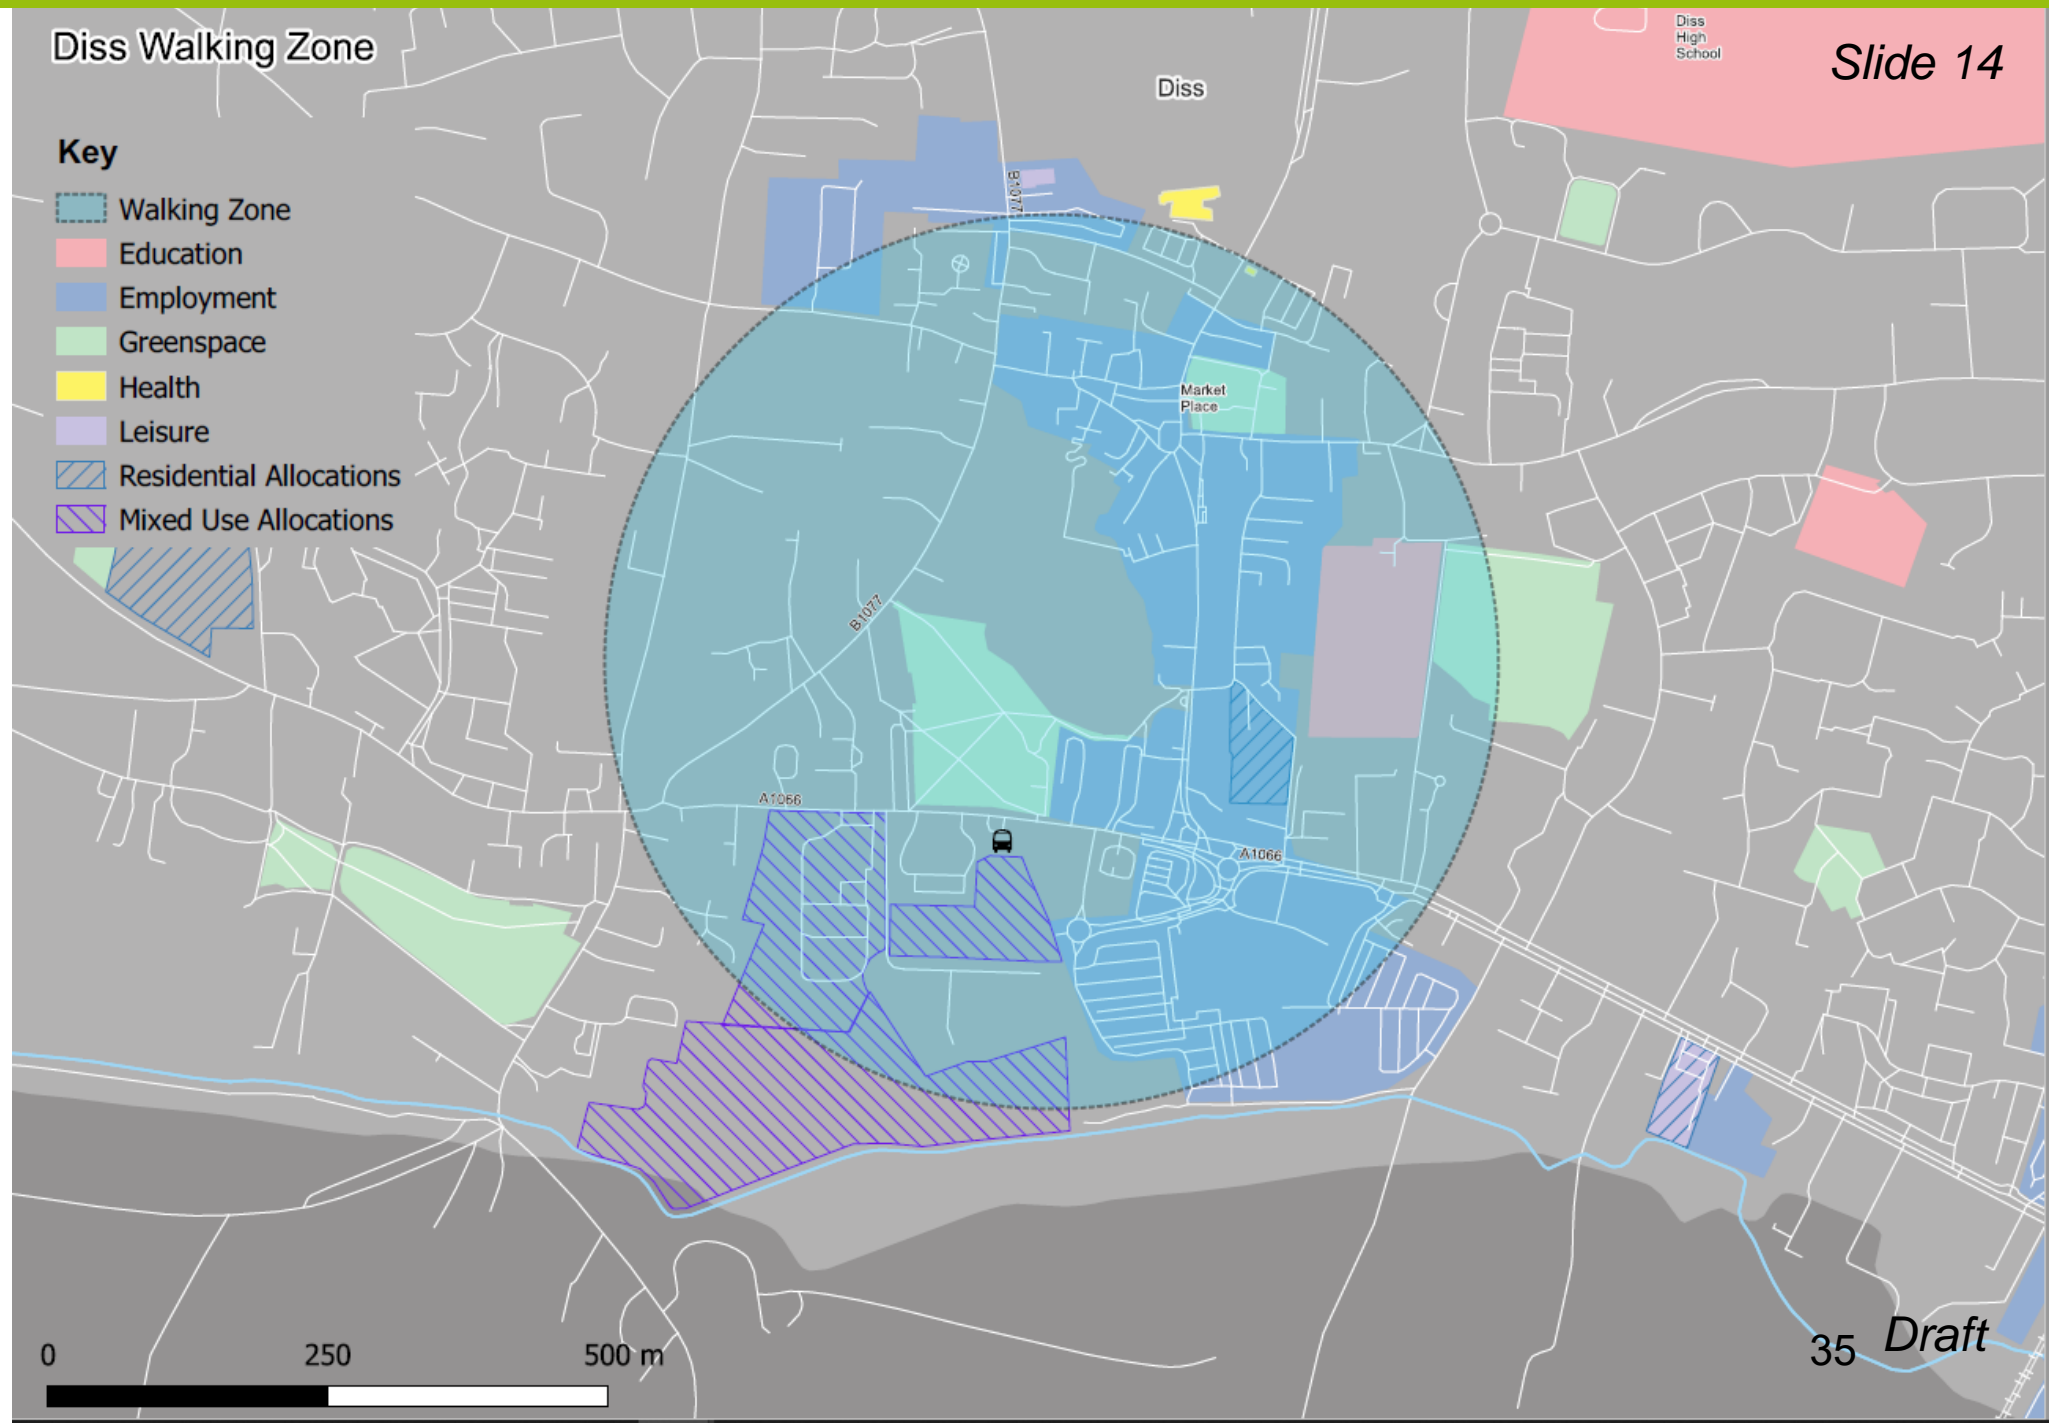 Diss Walking Zone
Slide 14
Diss
High
School
Diss
Key
Walking Zone
Education
Employment
Greenspace
Health
Leisure
Residential Allocations
Mixed Use Allocations
B1077
Market
Place
B1077
A1066
A1066
0 250 500 m
35 Draft